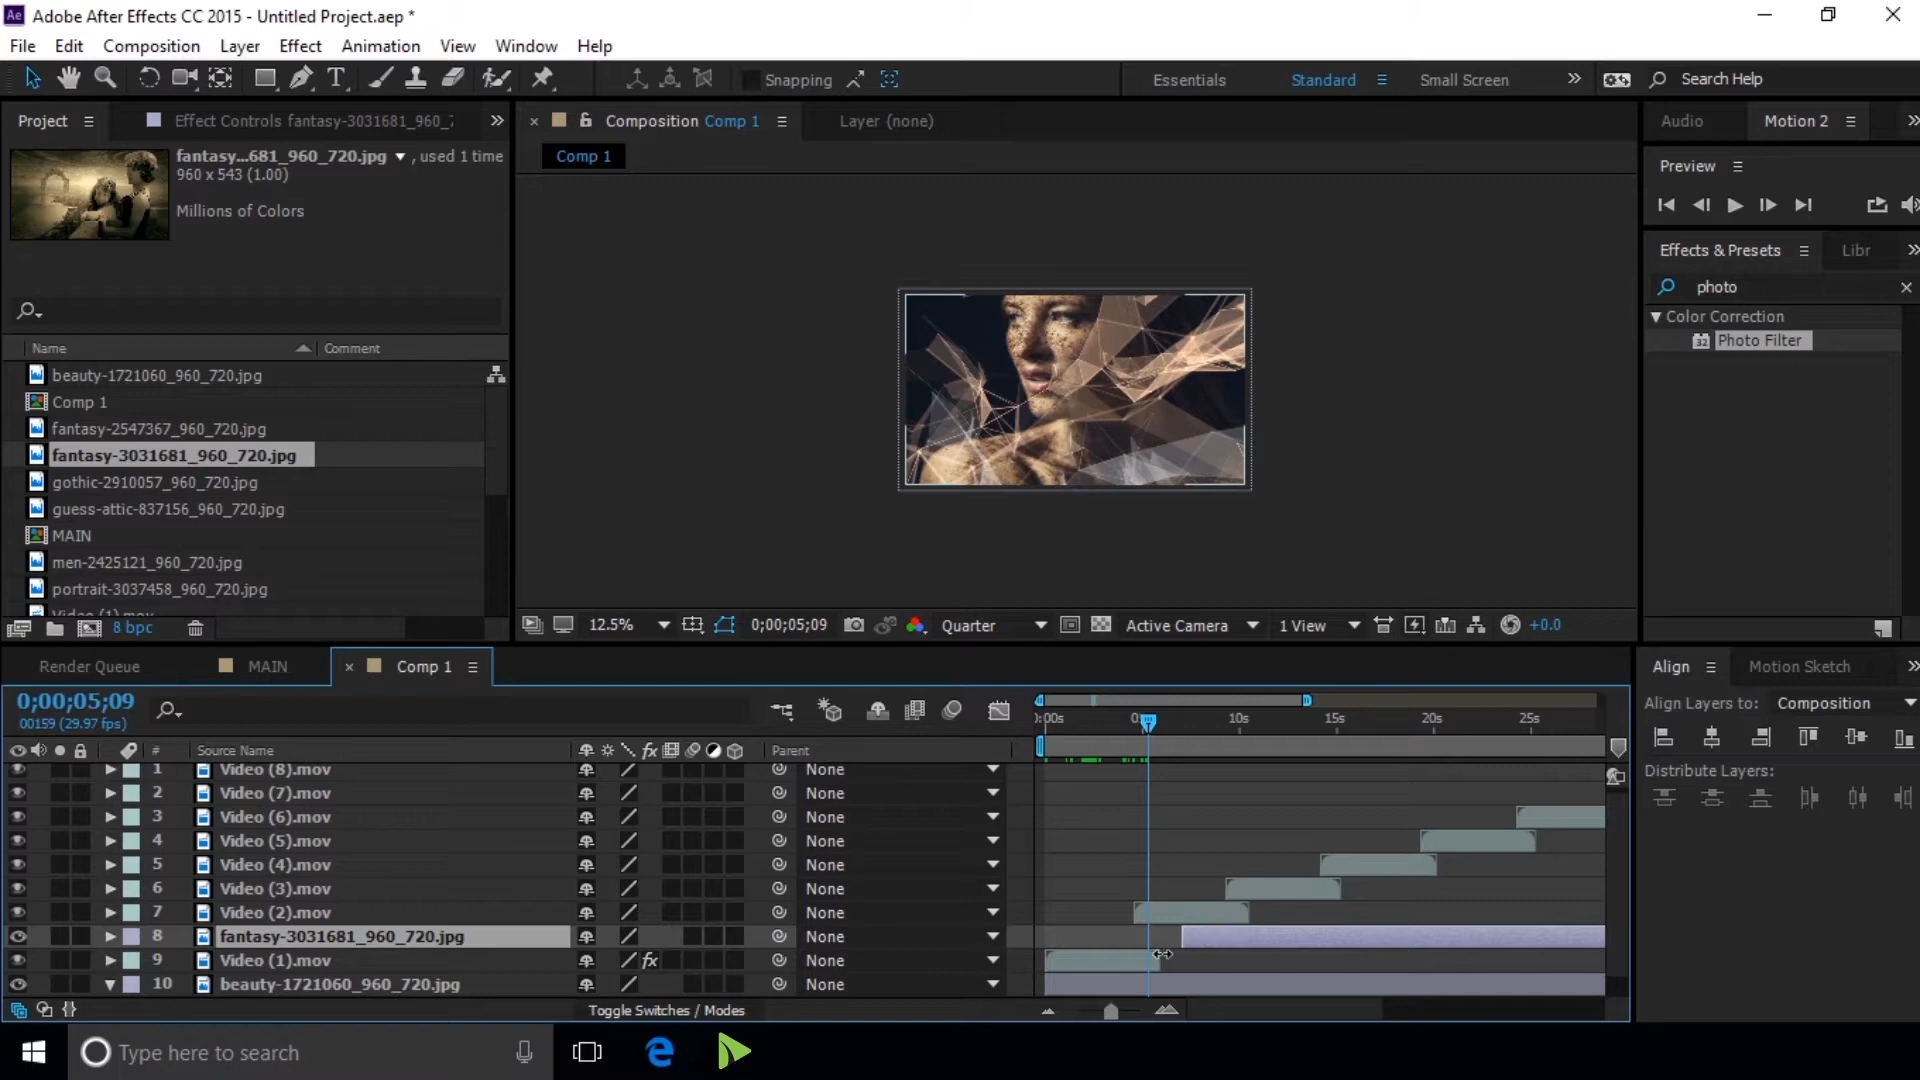 Ae Adobe After Effects CC 2015 - Untitled Project.aep *
File Edit Composition Layer Effect Animation View Window Help
T Snapping Essentials Standard Small Screen Search Help
Project Effect Controls fantasy-3031681_960_7
Composition Comp 1 Layer (none)
Audio Motion 2
fantasy...681_960_720.jpg , used 1 time
960 x 543 (1.00)
Millions of Colors
Comp 1
Preview
Effects & Presets Libr
photo
Color Correction
32 Photo Filter
Name Comment
beauty-1721060_960_720.jpg
Comp 1
fantasy-2547367_960_720.jpg
fantasy-3031681_960_720.jpg
gothic-2910057_960_720.jpg
guess-attic-837156_960_720.jpg
MAIN
men-2425121_960_720.jpg
portrait-3037458_960_720.jpg
Video (1).mov
8 bpc
12.5% 0;00;05;09 Quarter Active Camera 1 View +0.0
Render Queue MAIN Comp 1
Align Motion Sketch
0;00;05;09
00159 (29.97 fps)
10s 15s 20s 25s
Align Layers to: Composition
Distribute Layers:
# Source Name fx Parent
1 Video (8).mov None
2 Video (7).mov None
3 Video (6).mov None
4 Video (5).mov None
5 Video (4).mov None
6 Video (3).mov None
7 Video (2).mov None
8 fantasy-3031681_960_720.jpg None
9 Video (1).mov fx None
10 beauty-1721060_960_720.jpg None
Toggle Switches / Modes
Type here to search